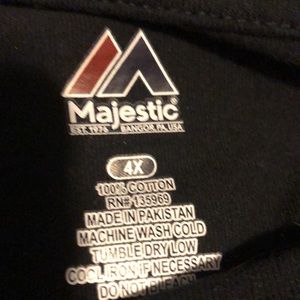 Majestic®
EST. 1976 BANGOR, PA, USA
4X
100% COTTON
RN# 135969
MADE IN PAKISTAN
MACHINE WASH COLD
TUMBLE DRY LOW
COOL IRON IF NECESSARY
DO NOT BLEACH